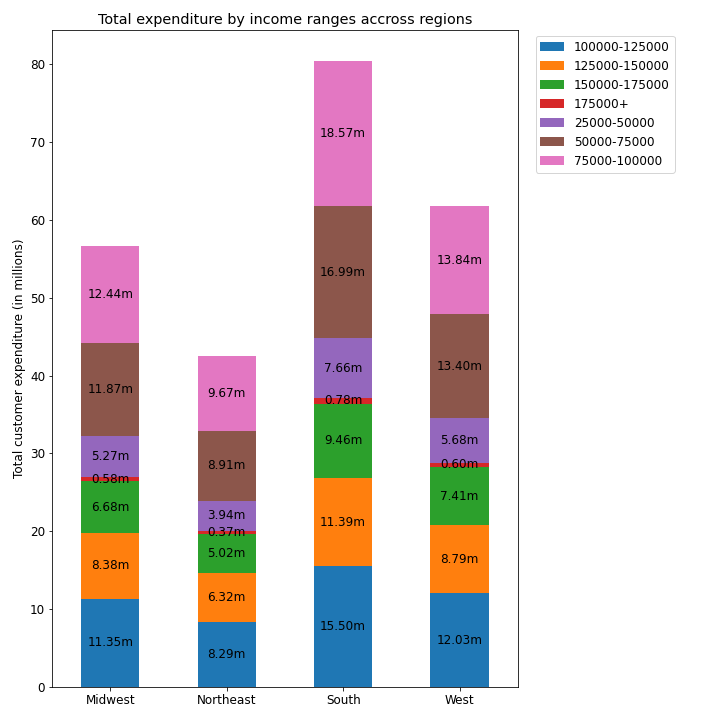 Total expenditure by income ranges accross regions
100000-125000
125000-150000
150000-175000
175000+
25000-50000
50000-75000
75000-100000
Total customer expenditure (in millions)
80
70
60
50
40
30
20
10
0
12.44m
11.87m
5.27m
0.58m
6.68m
8.38m
11.35m
9.67m
8.91m
3.94m
0.37m
5.02m
6.32m
8.29m
18.57m
16.99m
7.66m
0.78m
9.46m
11.39m
15.50m
13.84m
13.40m
5.68m
0.60m
7.41m
8.79m
12.03m
Midwest
Northeast
South
West